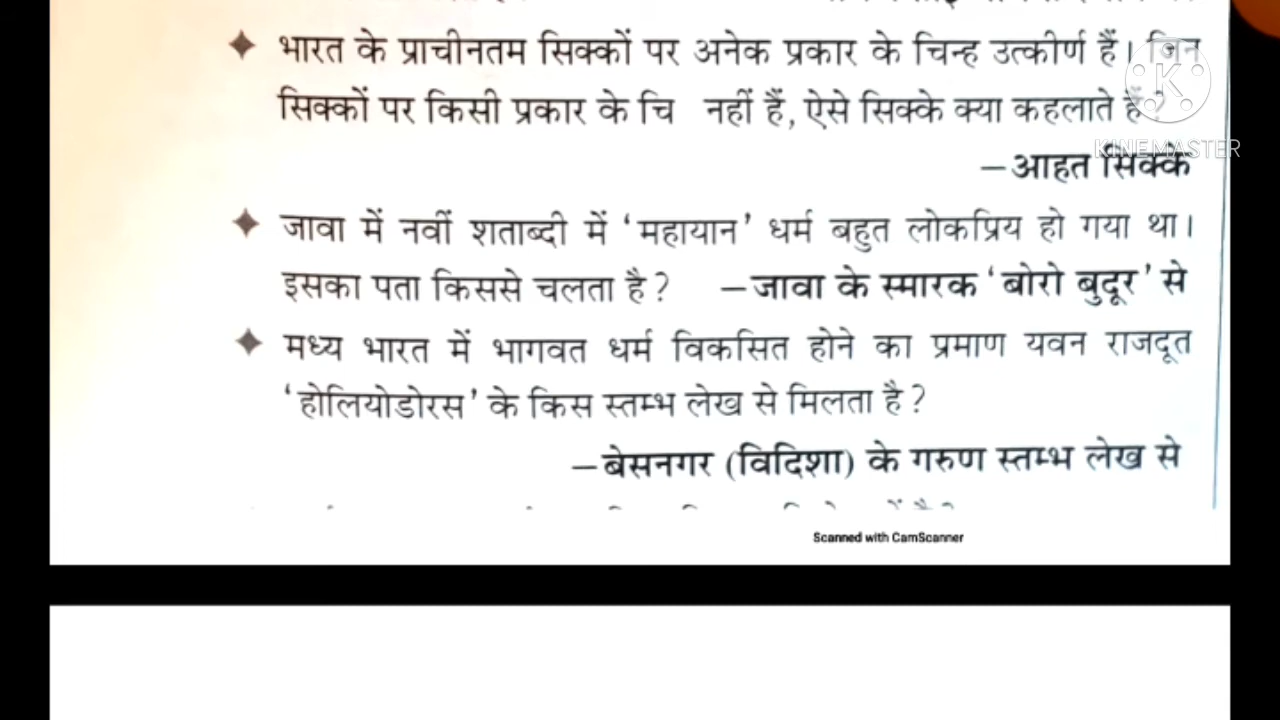 भारत के प्राचीनतम सिक्कों पर अनेक प्रकार के चिन्ह उत्कीर्ण हैं। जिन
सिक्कों पर किसी प्रकार के चि नहीं हैं, ऐसे सिक्के क्या कहलाते हैं?
–आहत सिक्के
जावा में नवीं शताब्दी में ‘महायान’ धर्म बहुत लोकप्रिय हो गया था।
इसका पता किससे चलता है? –जावा के स्मारक ‘बोरो बुदूर’ से
मध्य भारत में भागवत धर्म विकसित होने का प्रमाण यवन राजदूत
‘होलियोडोरस’ के किस स्तम्भ लेख से मिलता है?
–बेसनगर (विदिशा) के गरुण स्तम्भ लेख से
Scanned with CamScanner
K
KINEMASTER